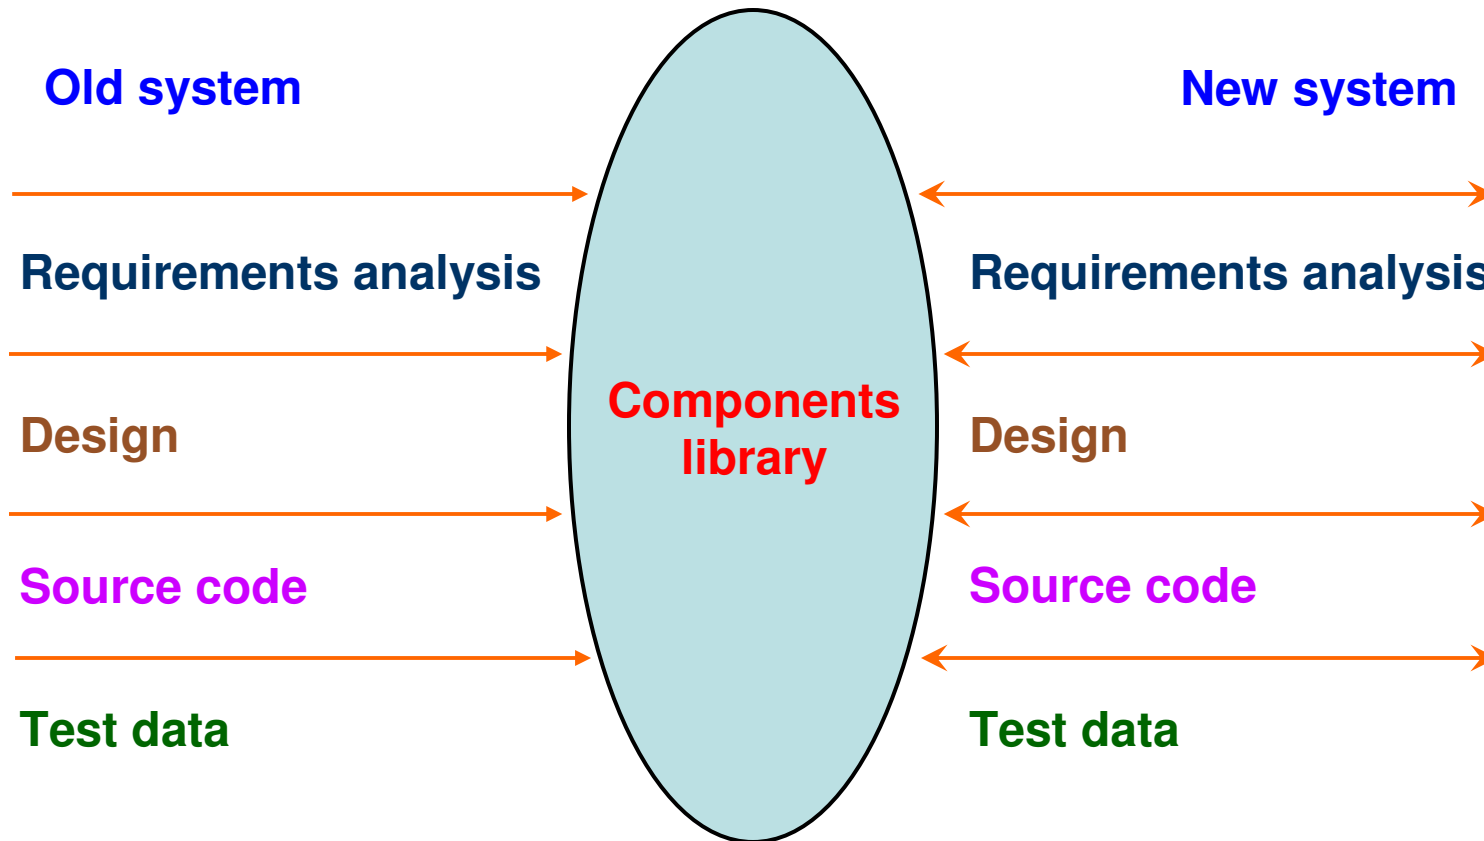 Old system
New system
Requirements analysis
Requirements analysis
Components
library
Design
Design
Source code
Source code
Test data
Test data